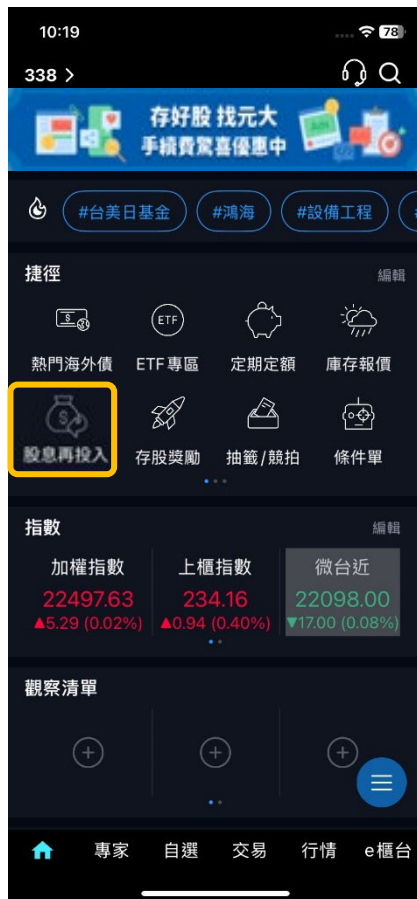 10:19
78
338 >
存好股 找元大
手續費驚喜優惠中
#台美日基金 #鴻海 #設備工程
捷徑 編輯
ETF
熱門海外債 ETF專區 定期定額 庫存報價
股息再投入 存股獎勵 抽籤/競拍 條件單
指數 編輯
加權指數 上櫃指數 微台近
22497.63 234.16 22098.00
▲5.29 (0.02%) ▲0.94 (0.40%) ▼17.00 (0.08%)
觀察清單
專家 自選 交易 行情 e櫃台